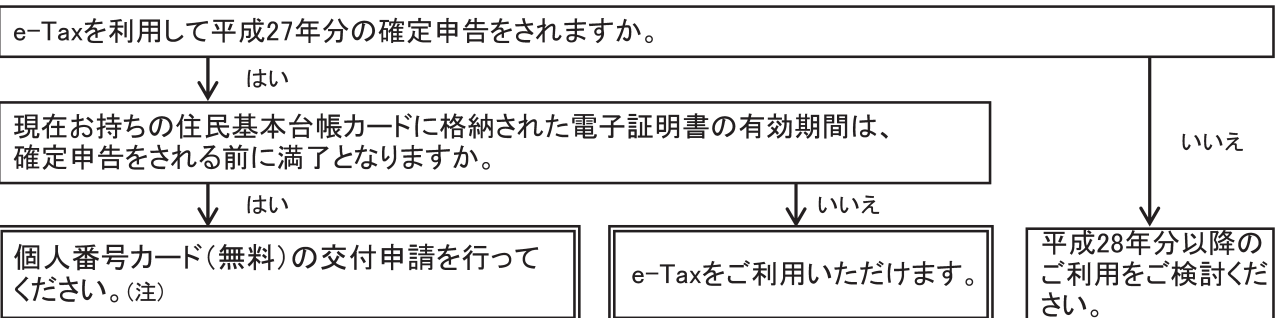 e-Taxを利用して平成27年分の確定申告をされますか。
はい
現在お持ちの住民基本台帳カードに格納された電子証明書の有効期間は、
確定申告をされる前に満了となりますか。
いいえ
はい
いいえ
個人番号カード（無料）の交付申請を行って
ください。（注）
e-Taxをご利用いただけます。
平成28年分以降の
ご利用をご検討くだ
さい。